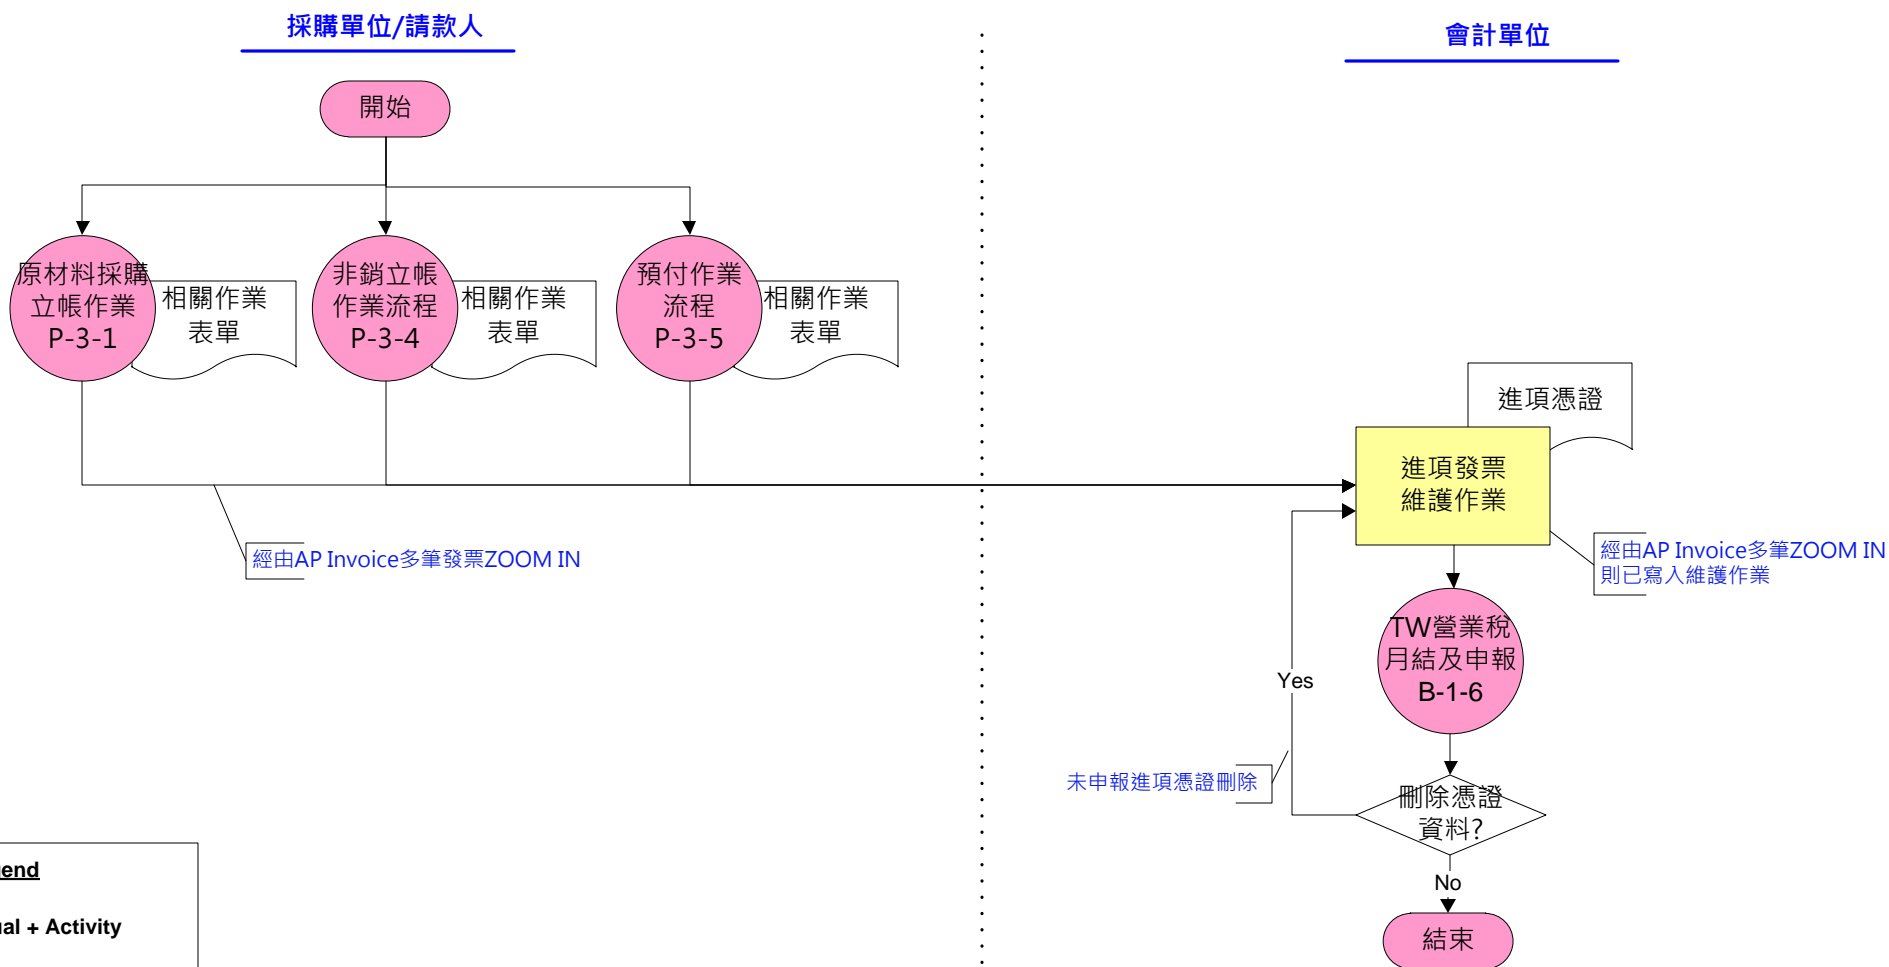 採購單位/請款人
會計單位
開始
原材料採購
立帳作業
P-3-1
相關作業
表單
非銷立帳
作業流程
P-3-4
相關作業
表單
預付作業
流程
P-3-5
相關作業
表單
進項憑證
進項發票
維護作業
經由AP Invoice多筆發票ZOOM IN
經由AP Invoice多筆ZOOM IN
則已寫入維護作業
TW營業稅
月結及申報
B-1-6
Yes
未申報進項憑證刪除
刪除憑證
資料?
No
結束
end
ual + Activity